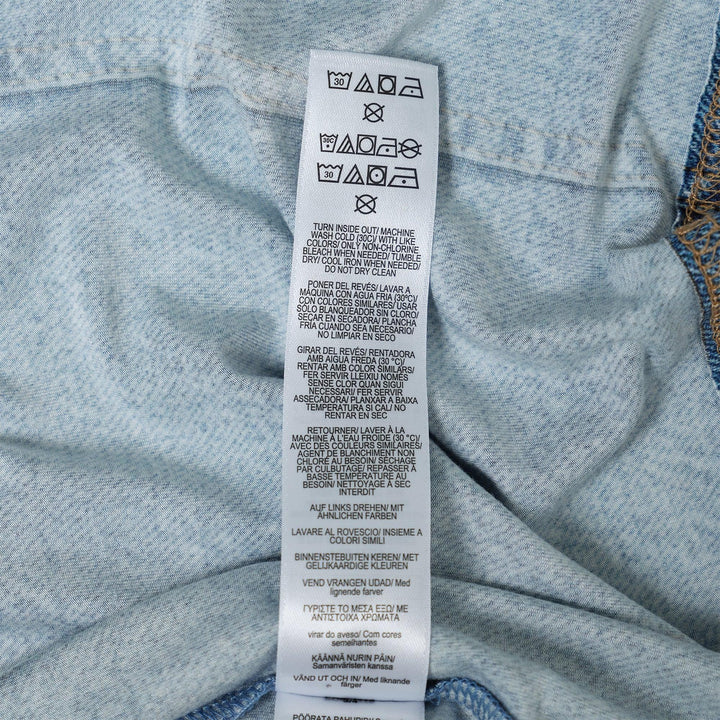 30
30°C
30
TURN INSIDE OUT/ MACHINE
WASH COLD (30C)/ WITH LIKE
COLORS/ ONLY NON-CHLORINE
BLEACH WHEN NEEDED/ TUMBLE
DRY/ COOL IRON WHEN NEEDED/
DO NOT DRY CLEAN
PONER DEL REVÉS/ LAVAR A
MÁQUINA CON AGUA FRIA (30ºC)/
CON COLORES SIMILARES/ USAR
SÓLO BLANQUEADOR SIN CLORO/
SEÇAR EN SECADORA/ PLANCHA
FRIA CUANDO SEA NECESARIO/
NO LIMPIAR EN SECO
GIRAR DEL REVÉS/ RENTADORA
AMB AIGUA FREDA (30 °C)/
RENTAR AMB COLOR SIMILARS/
FER SERVIR LLEIXIU NOMÉS
SENSE CLOR QUAN SIGUI
NECESSARI/ FER SERVIR
ASSECADORA/ PLANXAR A BAIXA
TEMPERATURA SI CAL/ NO
RENTAR EN SEC
RETOURNER/ LAVER À LA
MACHINE À L'EAU FROIDE (30 °C)/
AVEC DES COULEURS SIMILAIRES/
AGENT DE BLANCHIMENT NON
CHLORÉ AU BESOIN/ SÉCHAGE
PAR CULBUTAGE/ REPASSER À
BASSE TEMPÉRATURE AU
BESOIN/ NETTOYAGE À SEC
INTERDIT
AUF LINKS DREHEN/ MIT
ÄHNLICHEN FARBEN
LAVARE AL ROVESCIO/ INSIEME A
COLORI SIMILI
BINNENSTEBUITEN KEREN/ MET
GELIJKAARDIGE KLEUREN
VEND VRANGEN UDAD/ Med
lignende farver
ΓΥΡΙΣΤΕ ΤΟ ΜΕΣΑ ΕΞΩ/ ΜΕ
ΑΝΤΙΣΤΟΙΧΑ ΧΡΩΜΑΤΑ
virar do aveso/ Com cores
semelhantes
KÄÄNNÄ NURIN PÄIN/
Samanväristen kanssa
VÄND UT OCH IN/ Med liknande
färger